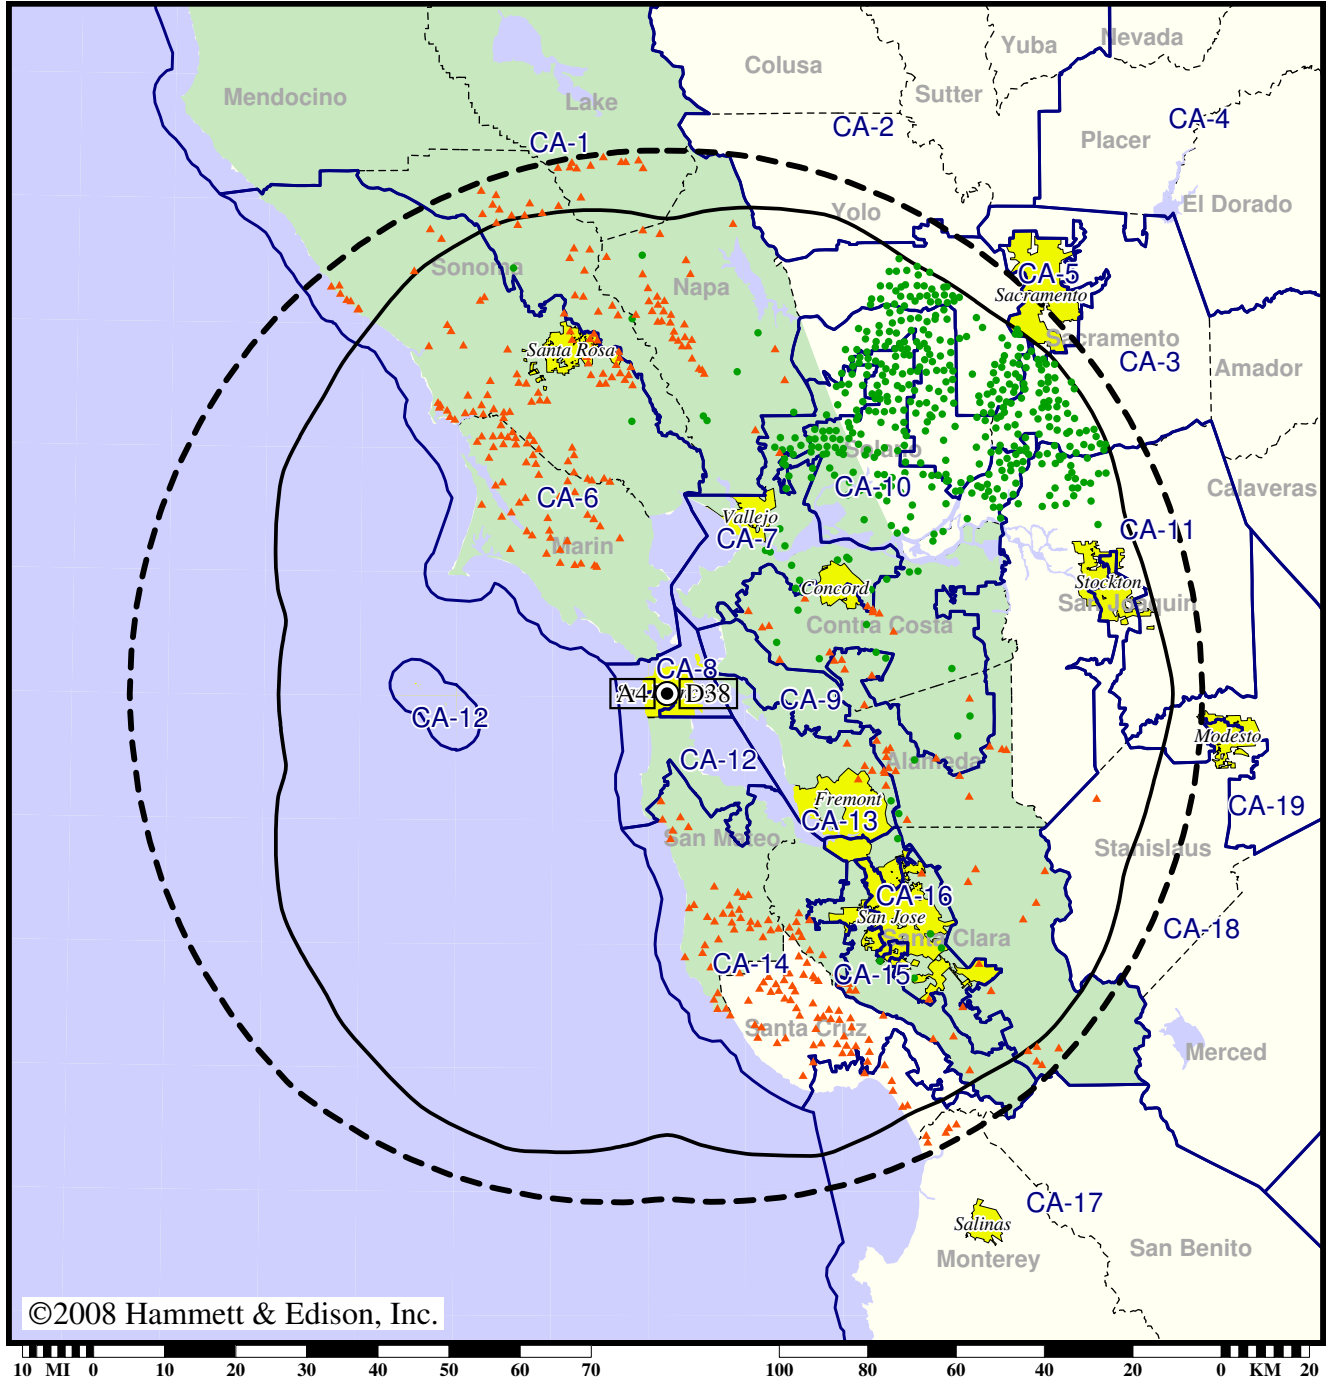 Nevada
Yuba
Colusa
Sutter
Mendocino
Lake
CA-4
CA-2
Placer
CA-1
El Dorado
Yolo
Sonoma
CA-5
Sacramento
Napa
Sacramento
Santa Rosa
CA-3
Amador
Solano
CA-10
Calaveras
CA-6
Vallejo
CA-7
CA-11
Marin
Stockton
Concord
San Joaquin
Contra Costa
CA-8
A4
D38
CA-9
CA-12
Modesto
CA-12
Alameda
Fremont
CA-19
CA-13
San Mateo
Stanislaus
CA-16
San Jose
CA-18
Santa Clara
CA-14
CA-15
Santa Cruz
Merced
CA-17
Salinas
San Benito
Monterey
©2008 Hammett & Edison, Inc.
10 MI 0 10 20 30 40 50 60 70 100 80 60 40 20 0 KM 20